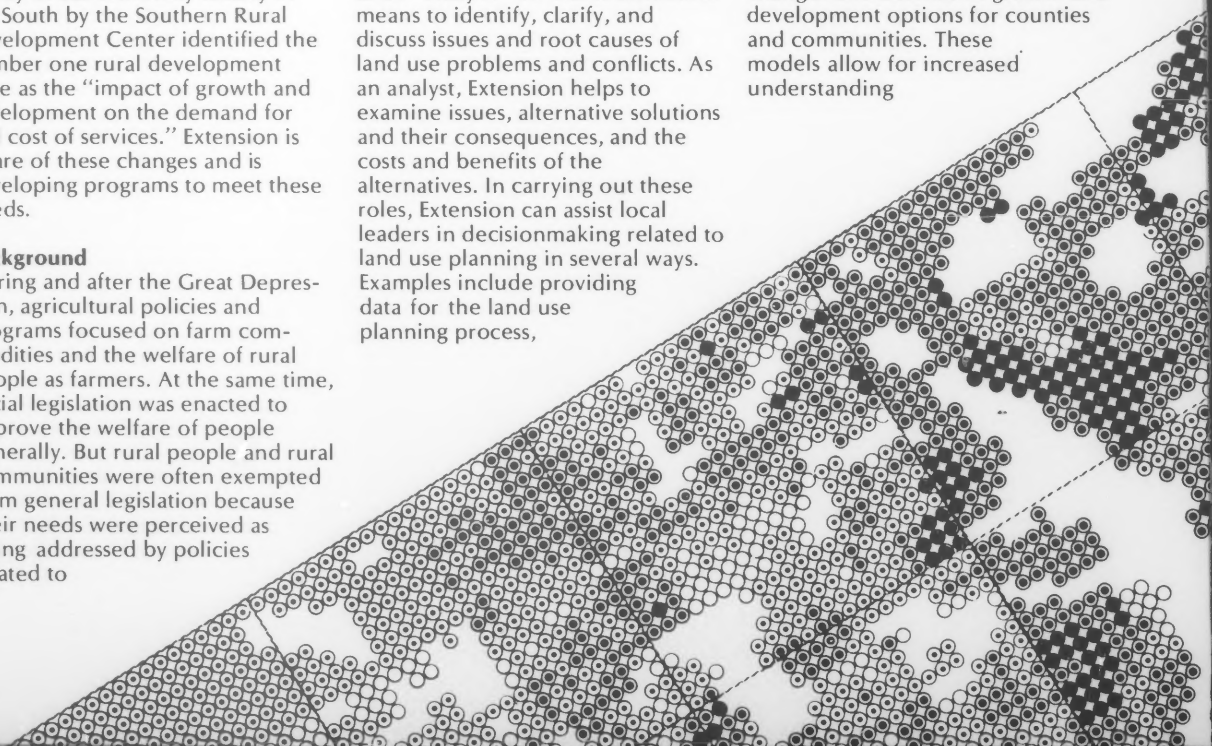 South by the Southern Rural
velopment Center identified the
mber one rural development
e as the "impact of growth and
elopment on the demand for
cost of services." Extension is
are of these changes and is
veloping programs to meet these
eds.
kground
ring and after the Great Depres-
n, agricultural policies and
ograms focused on farm com-
dities and the welfare of rural
ople as farmers. At the same time,
cial legislation was enacted to
prove the welfare of people
nerally. But rural people and rural
mmunities were often exempted
m general legislation because
eir needs were perceived as
ing addressed by policies
ated to
means to identify, clarify, and
discuss issues and root causes of
land use problems and conflicts. As
an analyst, Extension helps to
examine issues, alternative solutions
and their consequences, and the
costs and benefits of the
alternatives. In carrying out these
roles, Extension can assist local
leaders in decisionmaking related to
land use planning in several ways.
Examples include providing
data for the land use
planning process,
development options for counties
and communities. These
models allow for increased
understanding